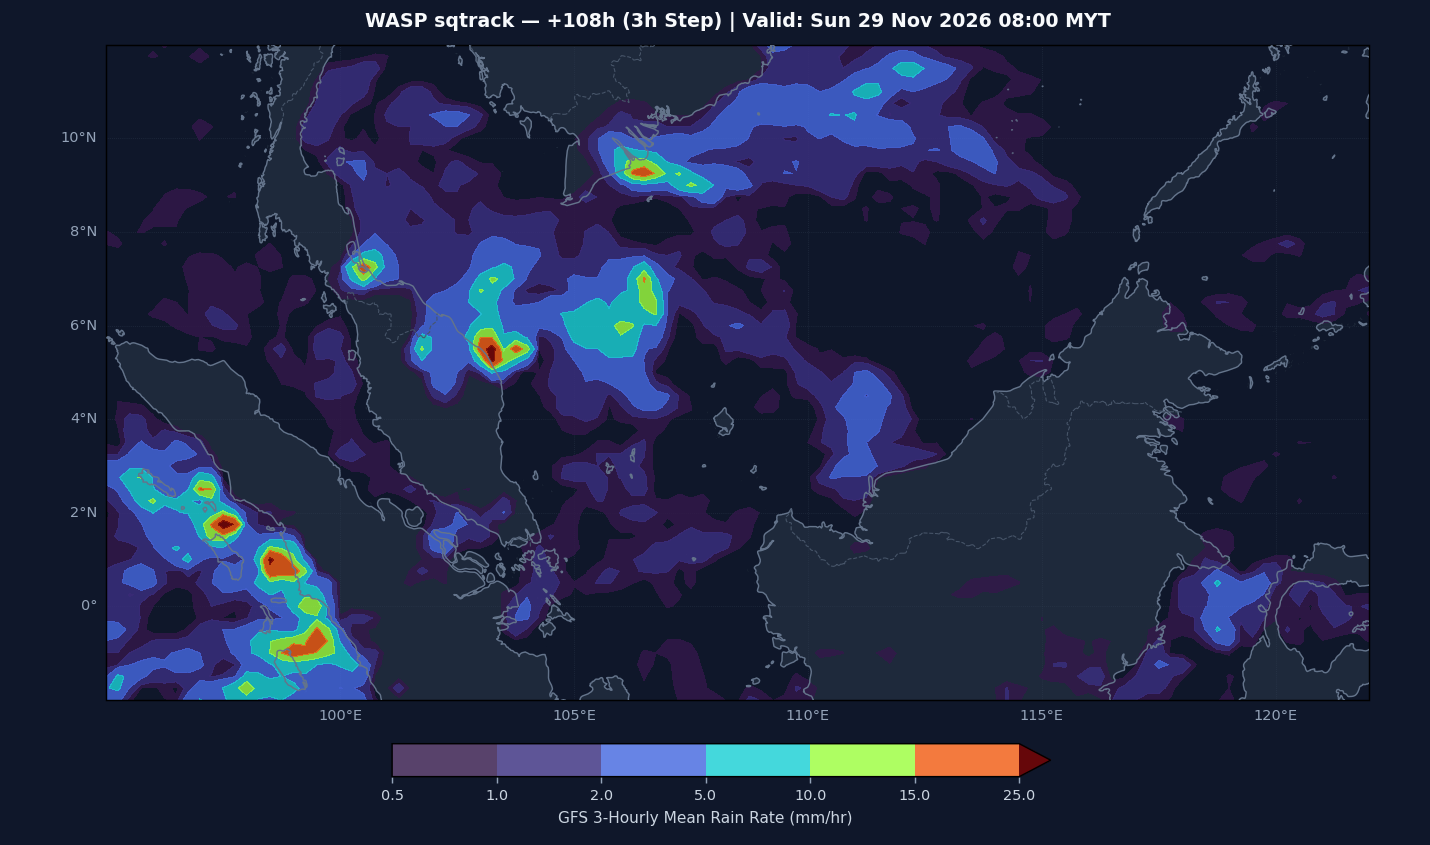 WASP sqtrack — +108h (3h Step) | Valid: Sun 29 Nov 2026 08:00 MYT
10°N
8°N
6°N
4°N
2°N
0°
100°E 105°E 110°E 115°E 120°E
0.5 1.0 2.0 5.0 10.0 15.0 25.0
GFS 3-Hourly Mean Rain Rate (mm/hr)